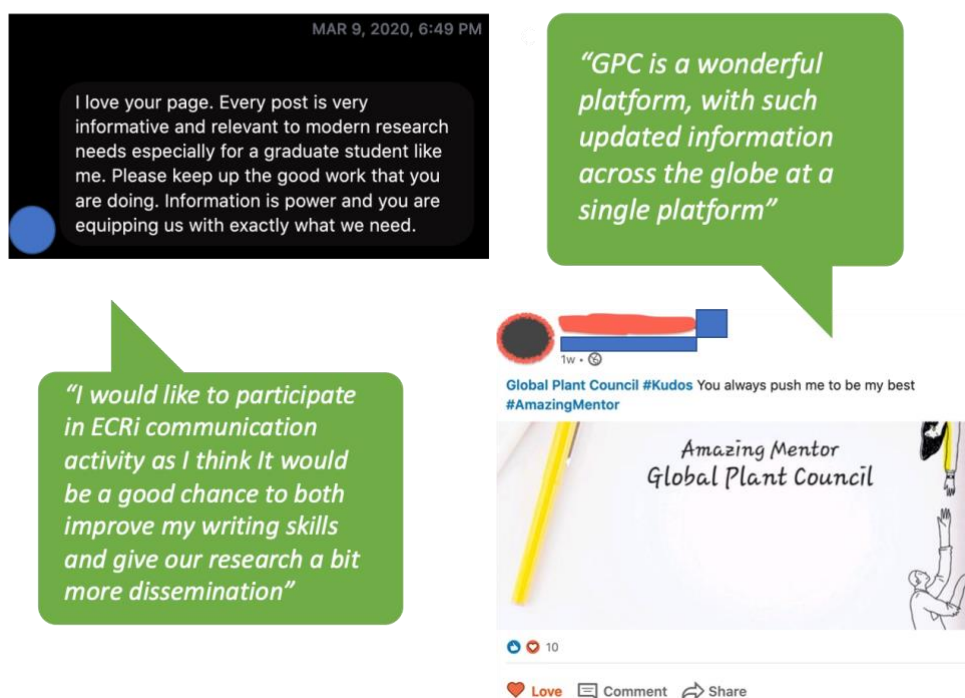 MAR 9, 2020, 6:49 PM
I love your page. Every post is very
informative and relevant to modern research
needs especially for a graduate student like
me. Please keep up the good work that you
are doing. Information is power and you are
equipping us with exactly what we need.
“GPC is a wonderful
platform, with such
updated information
across the globe at a
single platform”
“I would like to participate
in ECRi communication
activity as I think It would
be a good chance to both
improve my writing skills
and give our research a bit
more dissemination”
1w •
Global Plant Council #Kudos You always push me to be my best
#AmazingMentor
Amazing Mentor
Global Plant Council
10
Love Comment Share